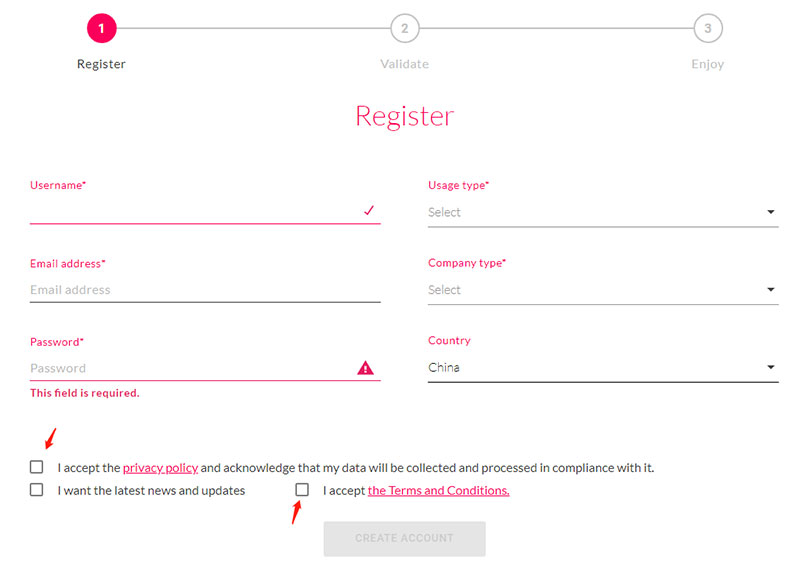 1 2 3
Register Validate Enjoy
Register
Username* Usage type*
Select
Email address* Company type*
Email address Select
Password* Country
Password China
This field is required.
I accept the privacy policy and acknowledge that my data will be collected and processed in compliance with it.
I want the latest news and updates I accept the Terms and Conditions.
CREATE ACCOUNT